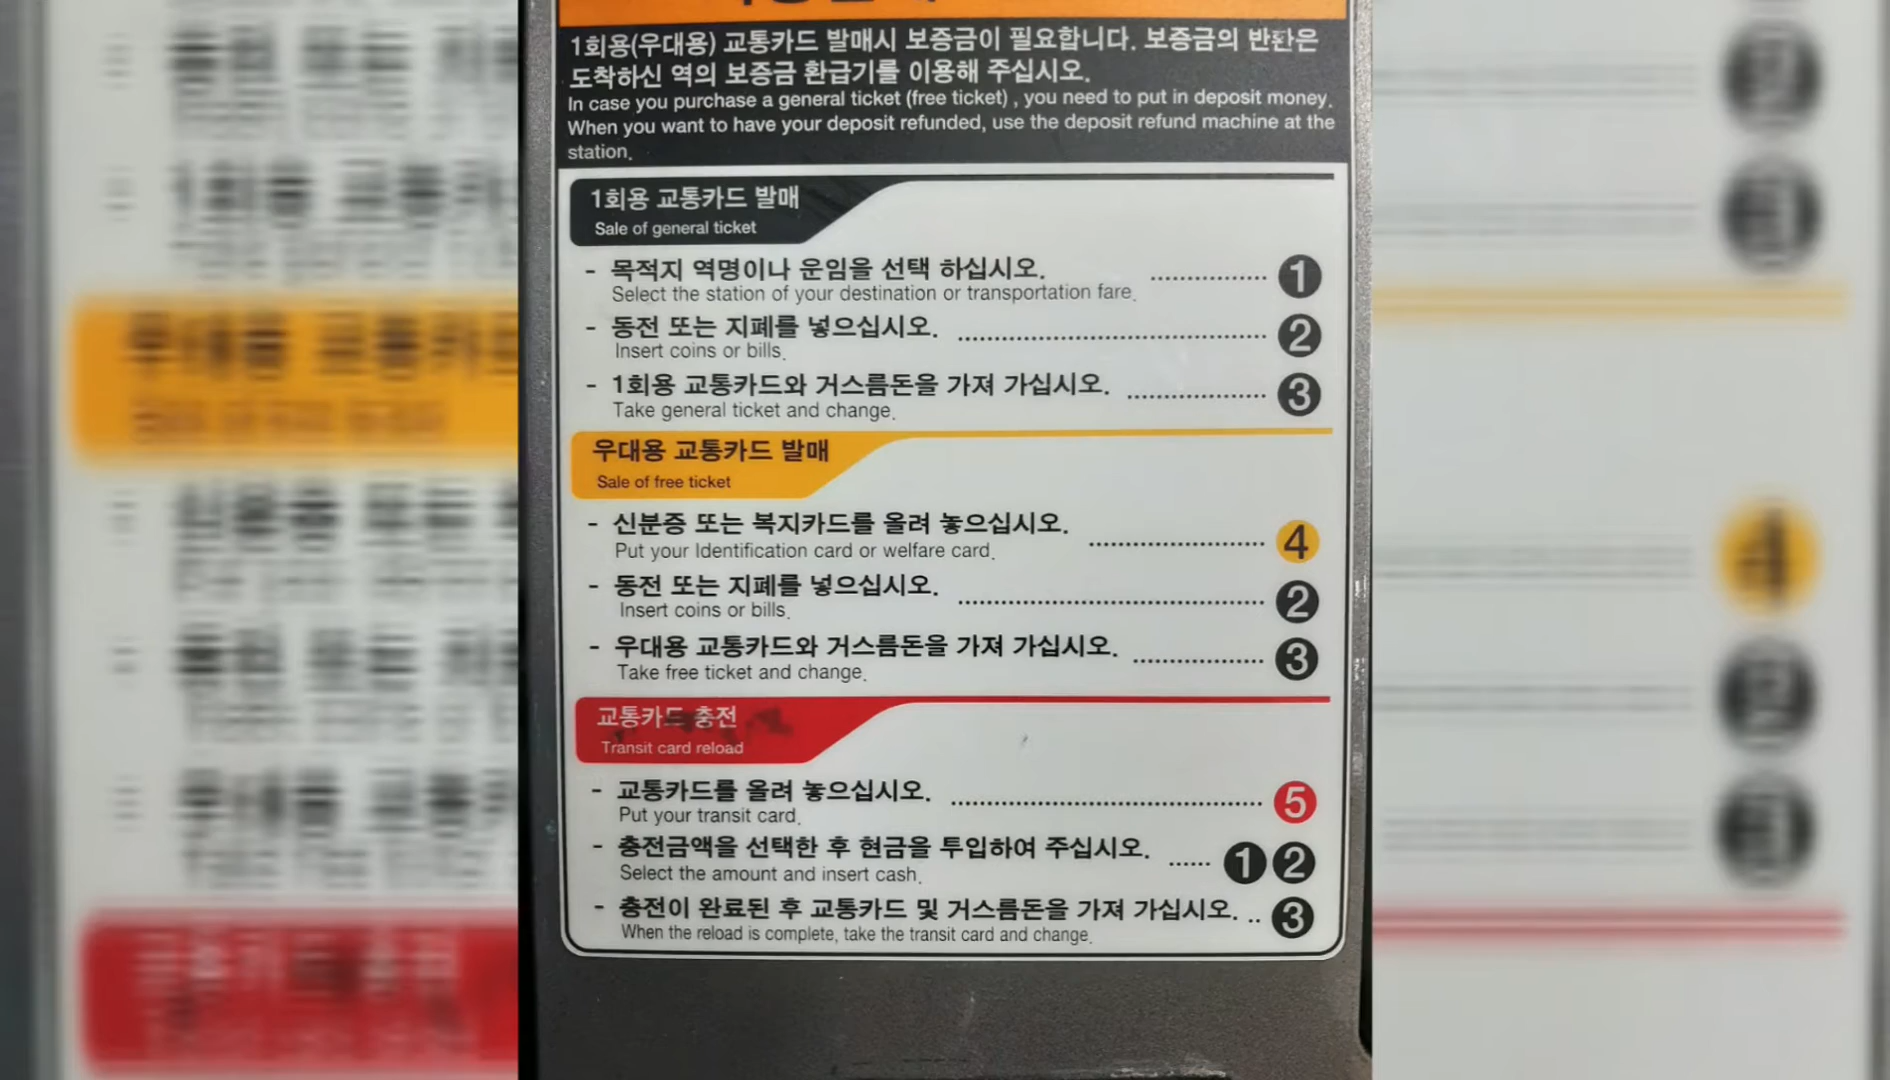 1회용(우대용) 교통카드 발매시 보증금이 필요합니다. 보증금의 반환은
도착하신 역의 보증금 환급기를 이용해 주십시오.
In case you purchase a general ticket (free ticket) , you need to put in deposit money.
When you want to have your deposit refunded, use the deposit refund machine at the
station.
1회용 교통카드 발매
Sale of general ticket
- 목적지 역명이나 운임을 선택 하십시오. ................ 1
Select the station of your destination or transportation fare.
- 동전 또는 지폐를 넣으십시오. ................ 2
Insert coins or bills.
- 1회용 교통카드와 거스름돈을 가져 가십시오. ................ 3
Take general ticket and change.
우대용 교통카드 발매
Sale of free ticket
- 신분증 또는 복지카드를 올려 놓으십시오. ................ 4
Put your Identification card or welfare card.
- 동전 또는 지폐를 넣으십시오. ................ 2
Insert coins or bills.
- 우대용 교통카드와 거스름돈을 가져 가십시오. ................ 3
Take free ticket and change.
교통카드 충전
Transit card reload
- 교통카드를 올려 놓으십시오. ................ 5
Put your transit card.
- 충전금액을 선택한 후 현금을 투입하여 주십시오. ...... 1 2
Select the amount and insert cash.
- 충전이 완료된 후 교통카드 및 거스름돈을 가져 가십시오. .. 3
When the reload is complete, take the transit card and change.